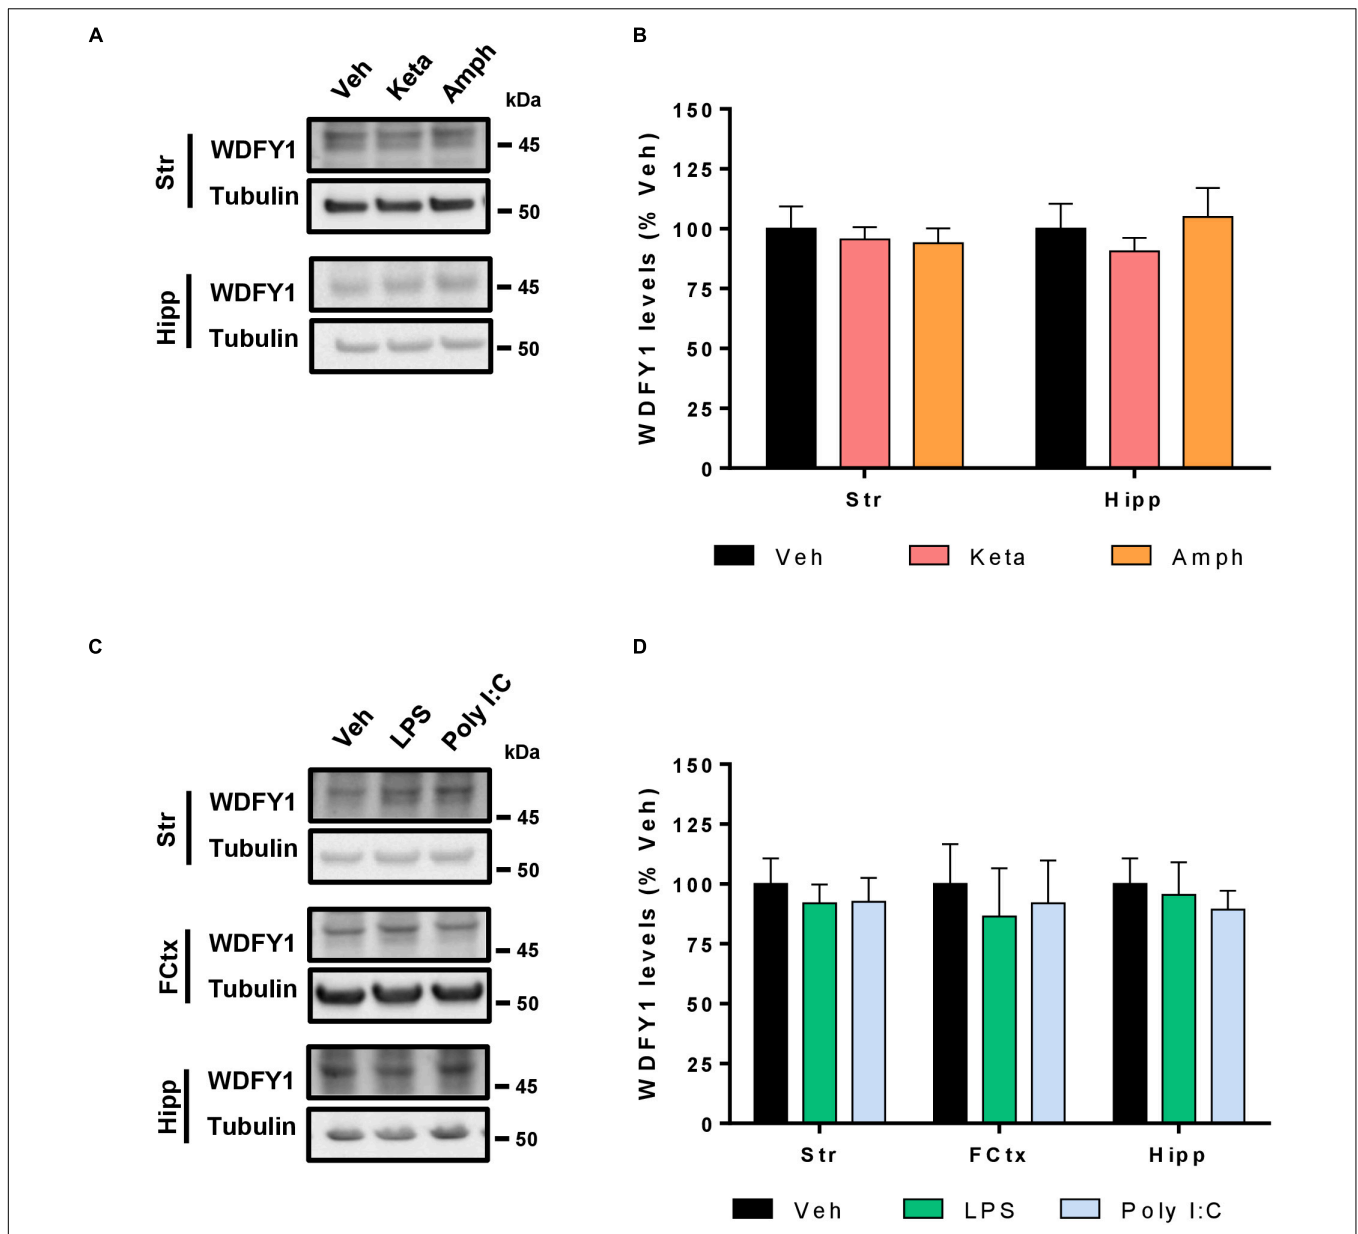 A
Veh Keta Amph
kDa
Str
WDFY1
45
Tubulin
50
Hipp
WDFY1
45
Tubulin
50
B
WDFY1 levels (% Veh)
150
125
100
75
50
25
0
Str Hipp
Veh Keta Amph
C
Veh LPS Poly I:C
kDa
Str
WDFY1
45
Tubulin
50
FCtx
WDFY1
45
Tubulin
50
Hipp
WDFY1
45
Tubulin
50
D
WDFY1 levels (% Veh)
150
125
100
75
50
25
0
Str FCtx Hipp
Veh LPS Poly I:C